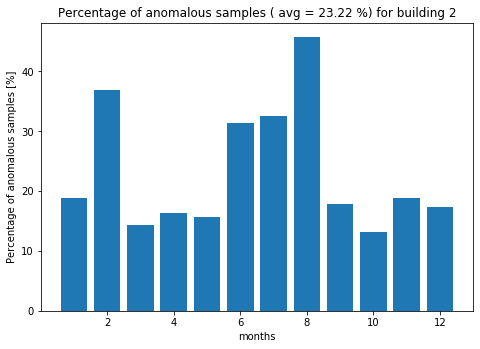 Percentage of anomalous samples ( avg = 23.22 %) for building 2
Percentage of anomalous samples [%]
40
30
20
10
0
2 4 6 8 10 12
months